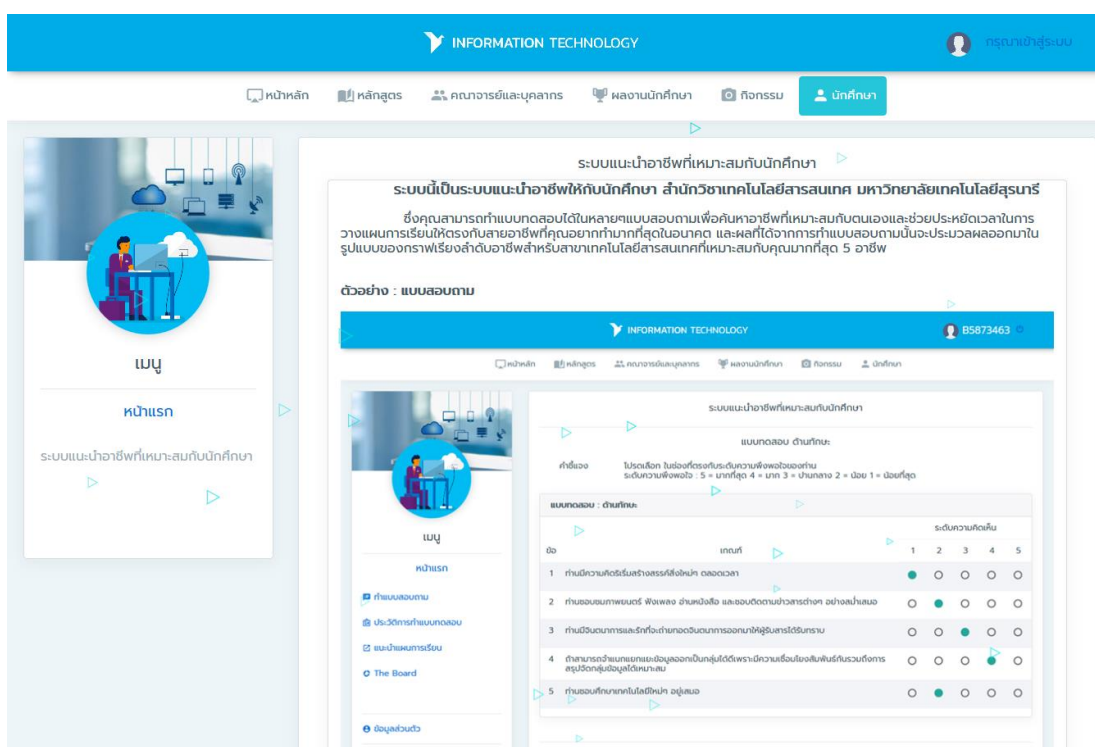 INFORMATION TECHNOLOGY
กรุณาเข้าสู่ระบบ
หน้าหลัก หลักสูตร คณาจารย์และบุคลากร ผลงานนักศึกษา กิจกรรม นักศึกษา
เมนู
หน้าแรก
ระบบแนะนำอาชีพที่เหมาะสมกับนักศึกษา
ระบบแนะนำอาชีพที่เหมาะสมกับนักศึกษา
ระบบนี้เป็นระบบแนะนำอาชีพให้กับนักศึกษา สำนักวิชาเทคโนโลยีสารสนเทศ มหาวิทยาลัยเทคโนโลยีสุรนารี
ซึ่งคุณสามารถทำแบบทดสอบได้ในหลายๆแบบสอบถามเพื่อค้นหาอาชีพที่เหมาะสมกับตนเองและช่วยประหยัดเวลาในการ
วางแผนการเรียนให้ตรงกับสายอาชีพที่คุณอยากทำมากที่สุดในอนาคต และผลที่ได้จากการทำแบบสอบถามนั้นจะประมวลผลออกมาใน
รูปแบบของกราฟเรียงลำดับอาชีพสำหรับสาขาเทคโนโลยีสารสนเทศที่เหมาะสมกับคุณมากที่สุด 5 อาชีพ
ตัวอย่าง : แบบสอบถาม
INFORMATION TECHNOLOGY
B5873463
หน้าหลัก หลักสูตร คณาจารย์และบุคลากร ผลงานนักศึกษา กิจกรรม นักศึกษา
เมนู
หน้าแรก
ทำแบบสอบถาม
ประวัติการทำแบบทดสอบ
แนะนำแผนการเรียน
The Board
ข้อมูลส่วนตัว
ระบบแนะนำอาชีพที่เหมาะสมกับนักศึกษา
แบบทดสอบ ด้านทักษะ
คำชี้แจง โปรดเลือก ในช่องที่ตรงกับระดับความพึงพอใจของท่าน
ระดับความพึงพอใจ : 5 = มากที่สุด 4 = มาก 3 = ปานกลาง 2 = น้อย 1 = น้อยที่สุด
แบบทดสอบ : ด้านทักษะ
ระดับความคิดเห็น
ข้อ เกณฑ์ 1 2 3 4 5
1 ท่านมีความคิดริเริ่มสร้างสรรค์สิ่งใหม่ๆ ตลอดเวลา
2 ท่านชอบชมภาพยนตร์ ฟังเพลง อ่านหนังสือ และชอบติดตามข่าวสารต่างๆ อย่างสม่ำเสมอ
3 ท่านมีจินตนาการและรักที่จะถ่ายทอดจินตนาการออกมาให้ผู้รับสารได้รับทราบ
4 ถ้าสามารถจำแนกแยกแยะข้อมูลออกเป็นกลุ่มได้ดีเพราะมีความเชื่อมโยงสัมพันธ์กันรวมถึงการ
สรุปจัดกลุ่มข้อมูลได้เหมาะสม
5 ท่านชอบศึกษาเทคโนโลยีใหม่ๆ อยู่เสมอ